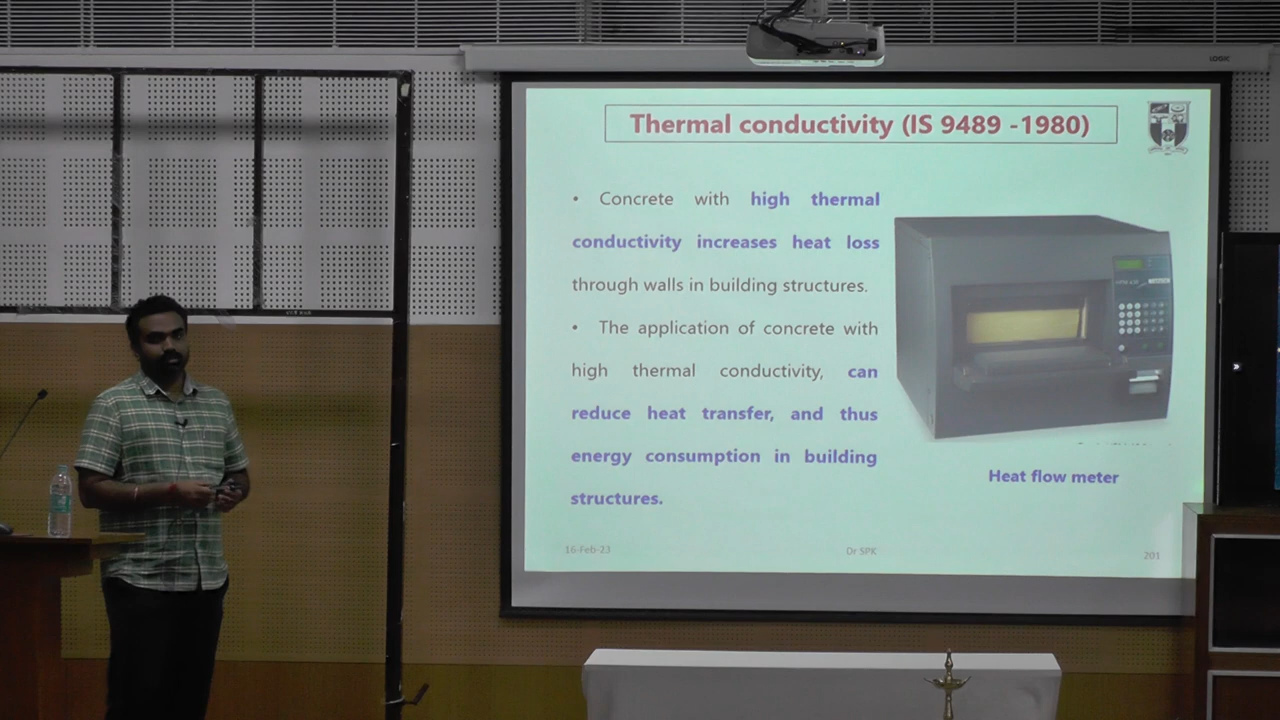 LOGIC
Thermal conductivity (IS 9489 -1980)
• Concrete with high thermal
conductivity increases heat loss
through walls in building structures.
• The application of concrete with
high thermal conductivity, can
reduce heat transfer, and thus
energy consumption in building
structures.
Heat flow meter
16-Feb-23
Dr SPK
201